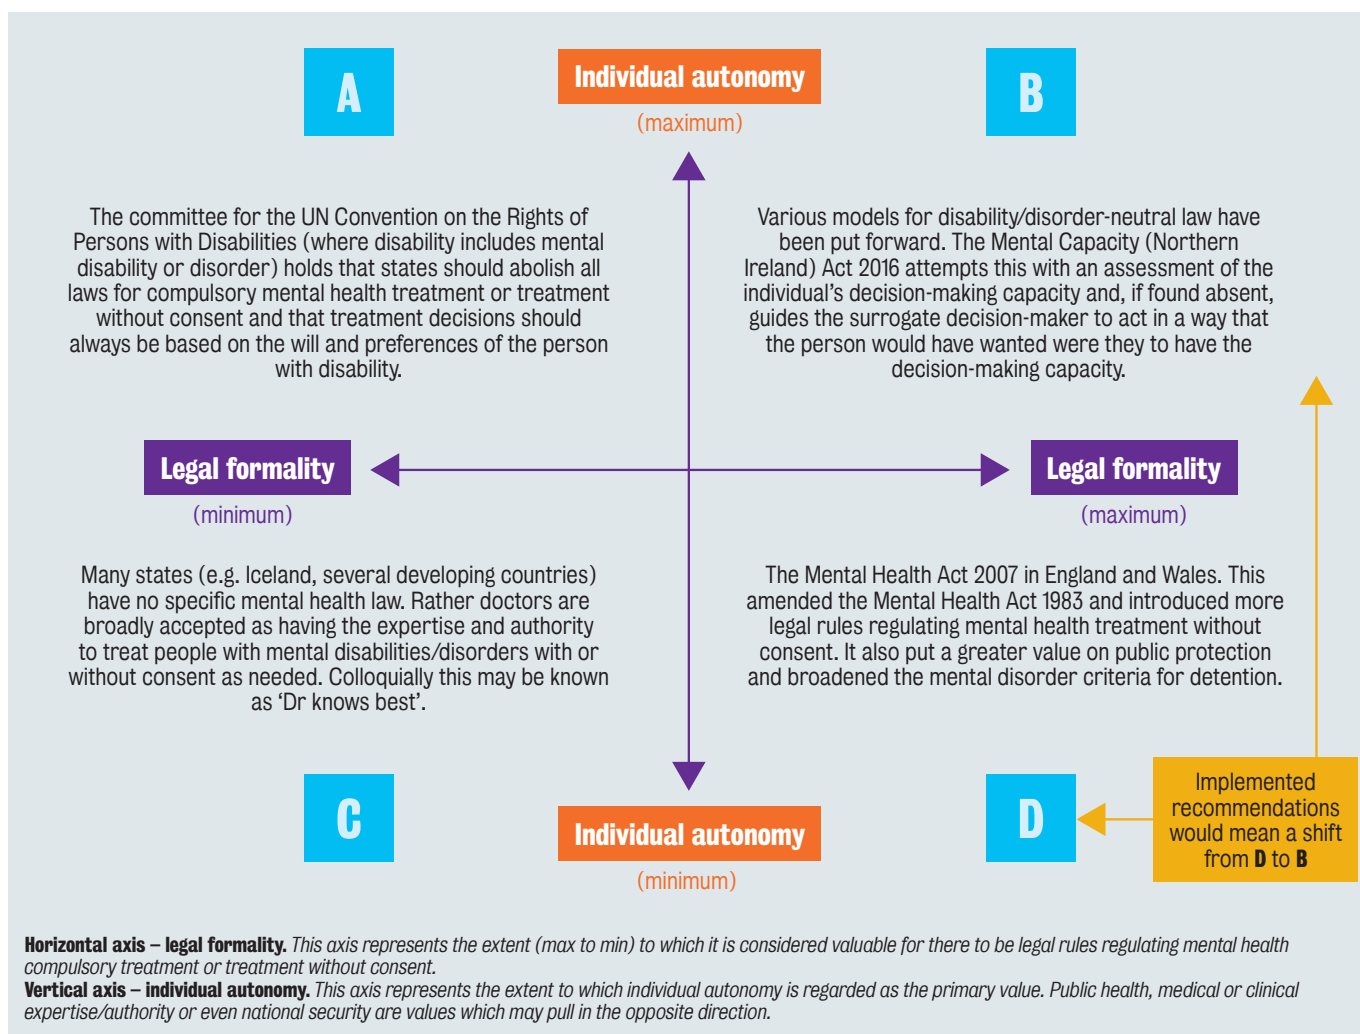 A
Individual autonomy
(maximum)
B
The committee for the UN Convention on the Rights of
Persons with Disabilities (where disability includes mental
disability or disorder) holds that states should abolish all
laws for compulsory mental health treatment or treatment
without consent and that treatment decisions should
always be based on the will and preferences of the person
with disability.
Various models for disability/disorder-neutral law have
been put forward. The Mental Capacity (Northern
Ireland) Act 2016 attempts this with an assessment of the
individual’s decision-making capacity and, if found absent,
guides the surrogate decision-maker to act in a way that
the person would have wanted were they to have the
decision-making capacity.
Legal formality
(minimum)
Legal formality
(maximum)
Many states (e.g. Iceland, several developing countries)
have no specific mental health law. Rather doctors are
broadly accepted as having the expertise and authority
to treat people with mental disabilities/disorders with or
without consent as needed. Colloquially this may be known
as ‘Dr knows best’.
The Mental Health Act 2007 in England and Wales. This
amended the Mental Health Act 1983 and introduced more
legal rules regulating mental health treatment without
consent. It also put a greater value on public protection
and broadened the mental disorder criteria for detention.
C
Individual autonomy
(minimum)
D
Implemented
recommendations
would mean a shift
from D to B
Horizontal axis – legal formality. This axis represents the extent (max to min) to which it is considered valuable for there to be legal rules regulating mental health
compulsory treatment or treatment without consent.
Vertical axis – individual autonomy. This axis represents the extent to which individual autonomy is regarded as the primary value. Public health, medical or clinical
expertise/authority or even national security are values which may pull in the opposite direction.